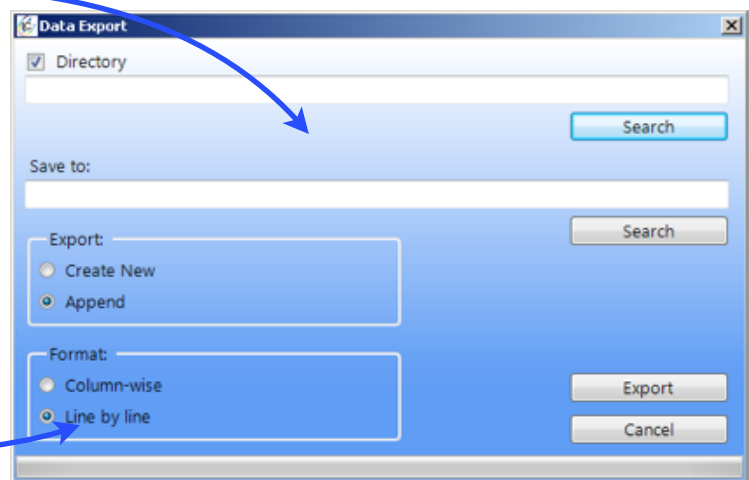 Data Export
Directory
Search
Save to:
Search
Export:
Create New
Append
Format:
Column-wise
Line by line
Export
Cancel